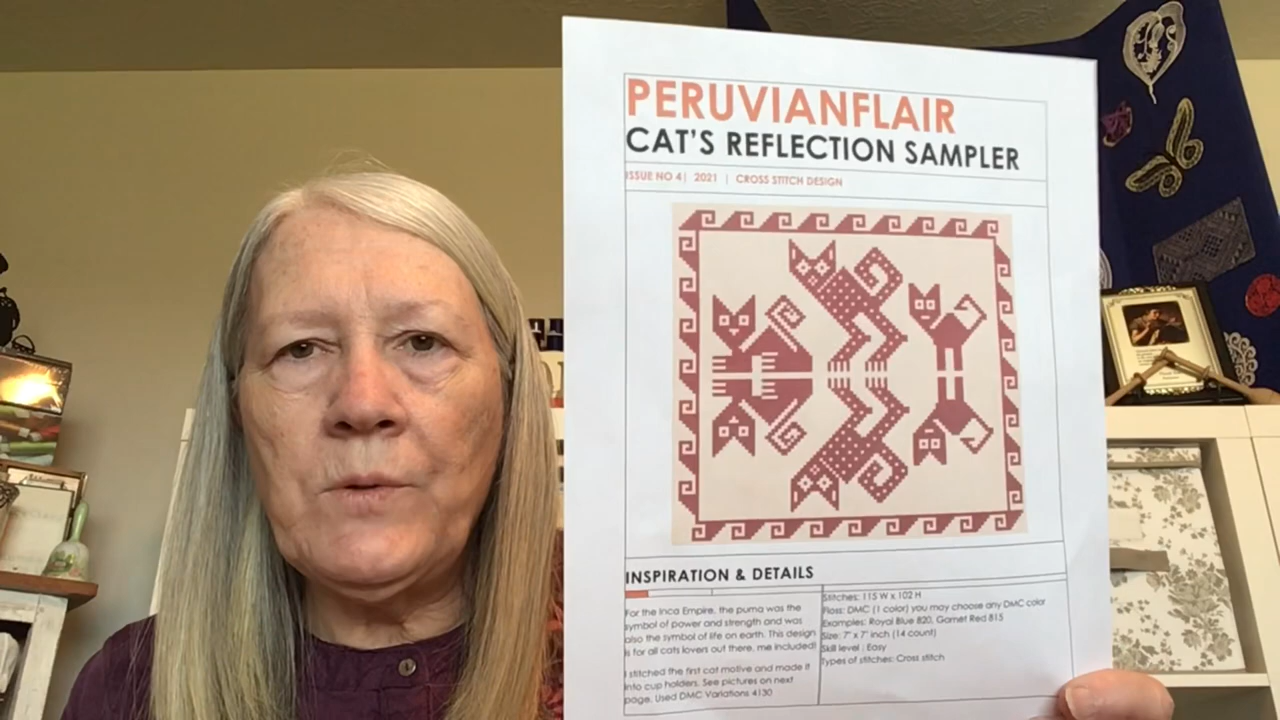 PERUVIANFLAIR
CAT'S REFLECTION SAMPLER
ISSUE NO 4| 2021 | CROSS STITCH DESIGN
INSPIRATION & DETAILS
For the Inca Empire, the puma was the
symbol of power and strength and was
also the symbol of life on earth. This design
is for all cats lovers out there, me included!
I stitched the first cat motive and made it
into cup holders. See pictures on next
page. Used DMC Variations 4130
Stitches: 115 W x 102 H
Floss: DMC (1 color) you may choose any DMC color
Examples: Royal Blue 820, Garnet Red 815
Size: 7" x 7" inch (14 count)
Skill level : Easy
Types of stitches: Cross stitch